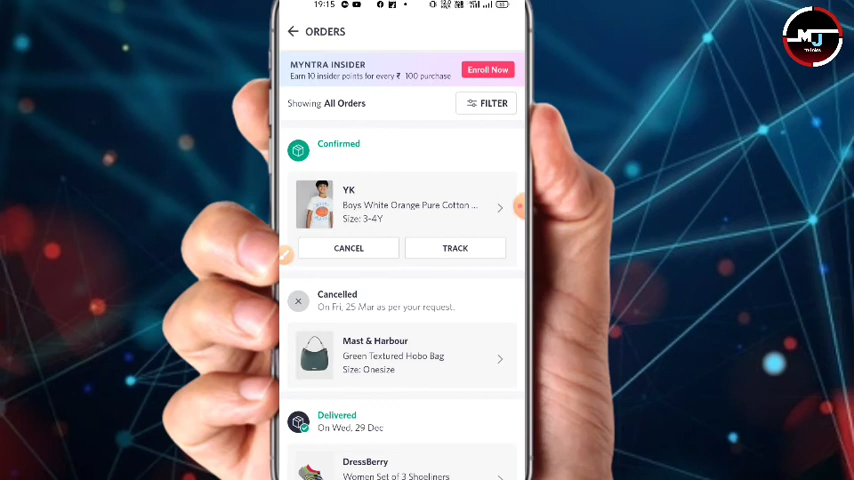 19:15
ORDERS
MYNTRA INSIDER
Earn 10 insider points for every ₹ 100 purchase
Enroll Now
Showing All Orders
FILTER
Confirmed
YK
Boys White Orange Pure Cotton ...
Size: 3-4Y
CANCEL
TRACK
Cancelled
On Fri, 25 Mar as per your request.
Mast & Harbour
Green Textured Hobo Bag
Size: Onesize
Delivered
On Wed, 29 Dec
DressBerry
Women Set of 3 Shoeliners
MJ